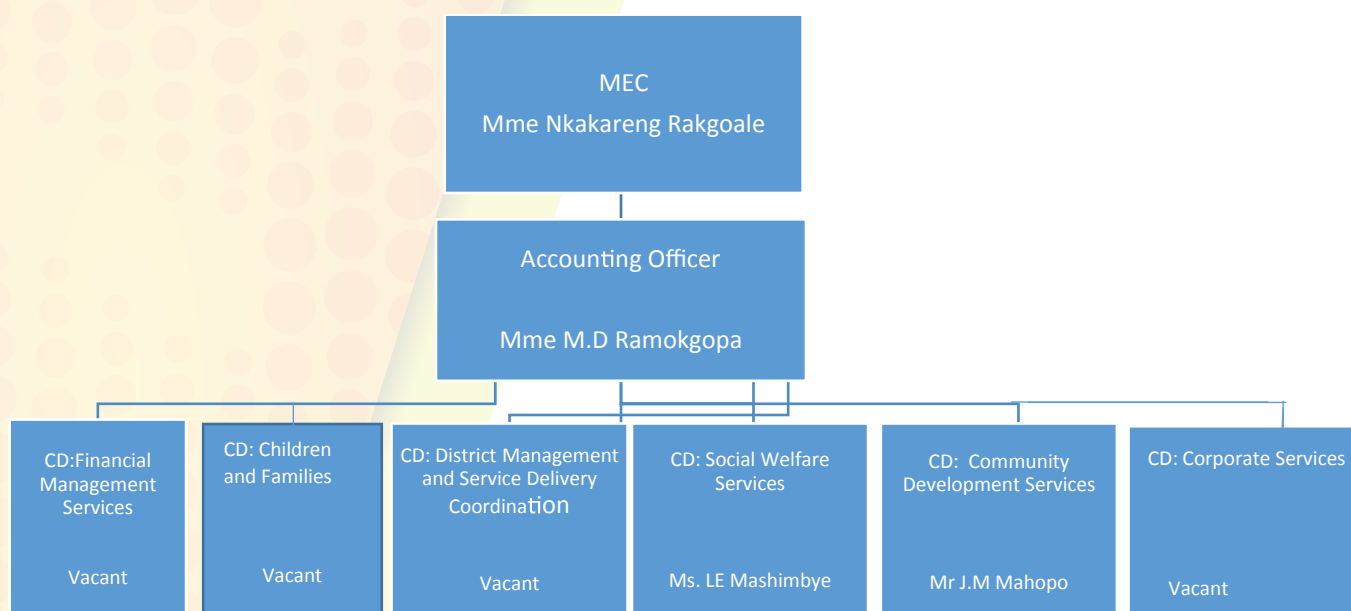 MEC
Mme Nkakareng Rakgoale
Accounting Officer
Mme M.D Ramokgopa
CD:Financial
Management
Services
Vacant
CD: Children
and Families
Vacant
CD: District Management
and Service Delivery
Coordination
Vacant
CD: Social Welfare
Services
Ms. LE Mashimbye
CD: Community
Development Services
Mr J.M Mahopo
CD: Corporate Services
Vacant